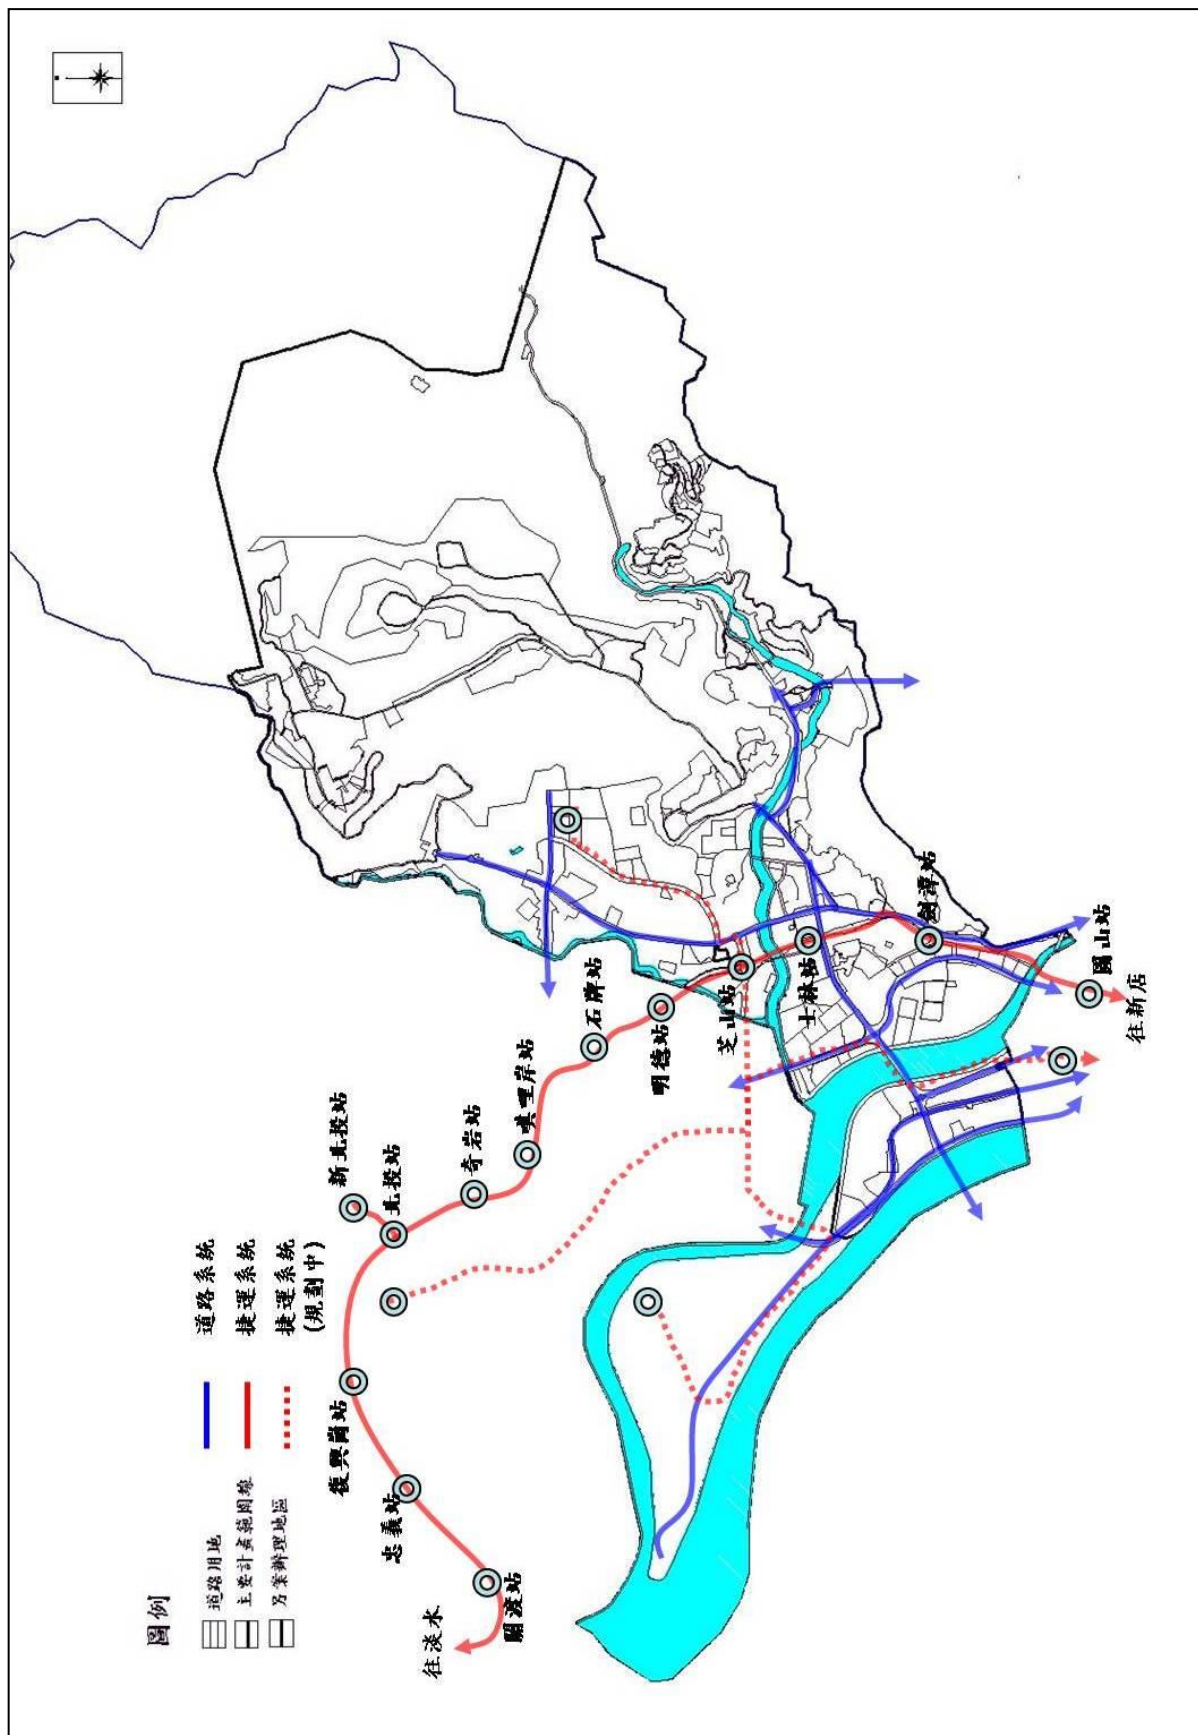 圖例
道路用地
主要計畫範圍線
另案辦理地區
道路系統
捷運系統
捷運系統
(規劃中)
往淡水
關渡站
忠義站
復興崗站
新北投站
北投站
奇岩站
唭哩岸站
石牌站
明德站
芝山站
士林站
劍潭站
圓山站
往新店